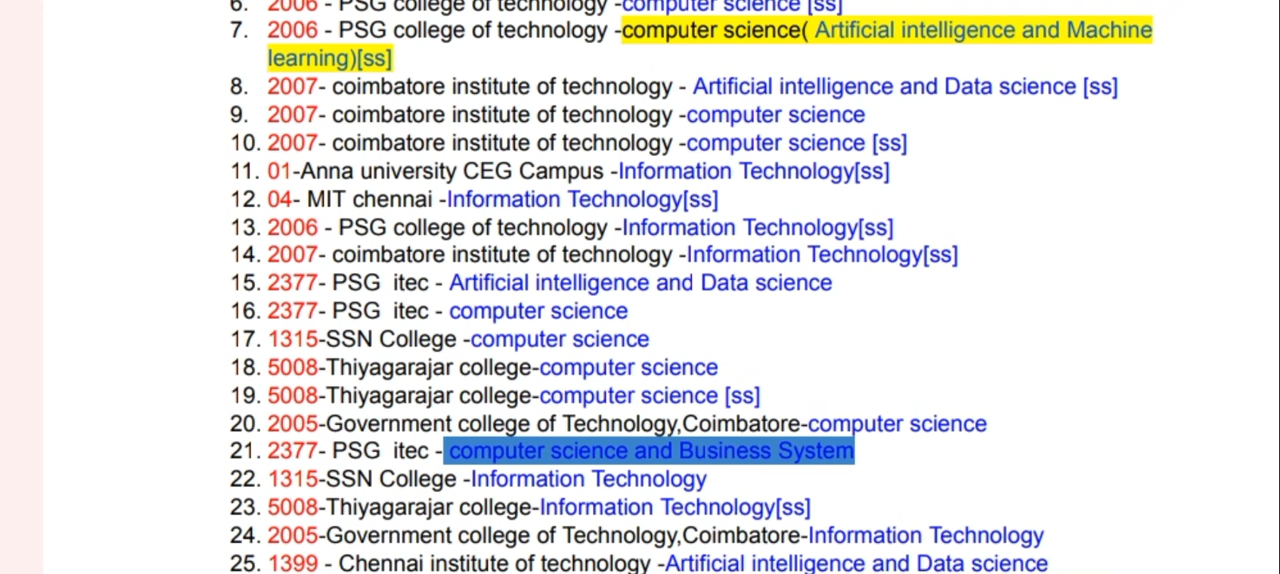 6. 2006 - PSG college of technology -computer science [ss]
7. 2006 - PSG college of technology -computer science( Artificial intelligence and Machine
learning)[ss]
8. 2007- coimbatore institute of technology - Artificial intelligence and Data science [ss]
9. 2007- coimbatore institute of technology -computer science
10. 2007- coimbatore institute of technology -computer science [ss]
11. 01-Anna university CEG Campus -Information Technology[ss]
12. 04- MIT chennai -Information Technology[ss]
13. 2006 - PSG college of technology -Information Technology[ss]
14. 2007- coimbatore institute of technology -Information Technology[ss]
15. 2377- PSG itec - Artificial intelligence and Data science
16. 2377- PSG itec - computer science
17. 1315-SSN College -computer science
18. 5008-Thiyagarajar college-computer science
19. 5008-Thiyagarajar college-computer science [ss]
20. 2005-Government college of Technology,Coimbatore-computer science
21. 2377- PSG itec - computer science and Business System
22. 1315-SSN College -Information Technology
23. 5008-Thiyagarajar college-Information Technology[ss]
24. 2005-Government college of Technology,Coimbatore-Information Technology
25. 1399 - Chennai institute of technology -Artificial intelligence and Data science